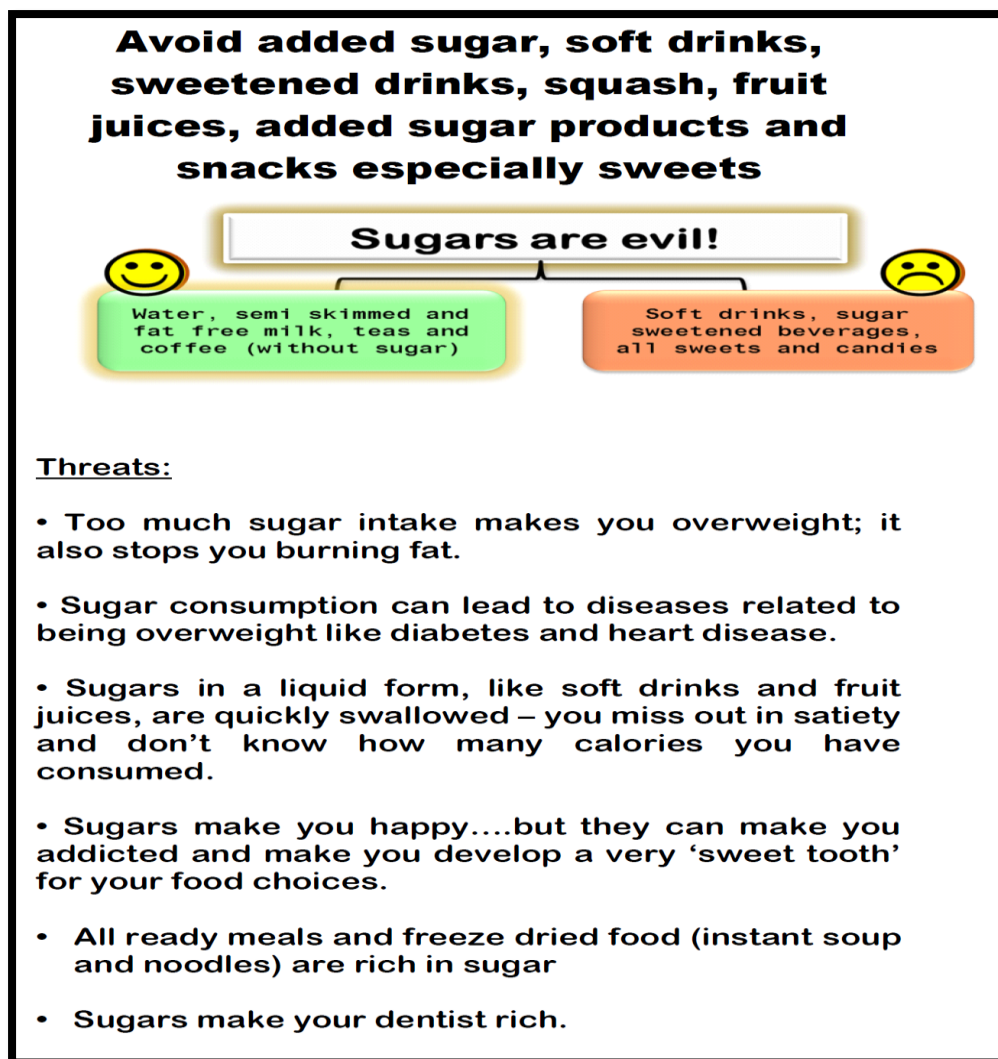 Avoid added sugar, soft drinks,
sweetened drinks, squash, fruit
juices, added sugar products and
snacks especially sweets
Sugars are evil!
Water, semi skimmed and
fat free milk, teas and
coffee (without sugar)
Soft drinks, sugar
sweetened beverages,
all sweets and candies
Threats:
• Too much sugar intake makes you overweight; it
also stops you burning fat.
• Sugar consumption can lead to diseases related to
being overweight like diabetes and heart disease.
• Sugars in a liquid form, like soft drinks and fruit
juices, are quickly swallowed – you miss out in satiety
and don’t know how many calories you have
consumed.
• Sugars make you happy….but they can make you
addicted and make you develop a very ‘sweet tooth’
for your food choices.
• All ready meals and freeze dried food (instant soup
and noodles) are rich in sugar
• Sugars make your dentist rich.